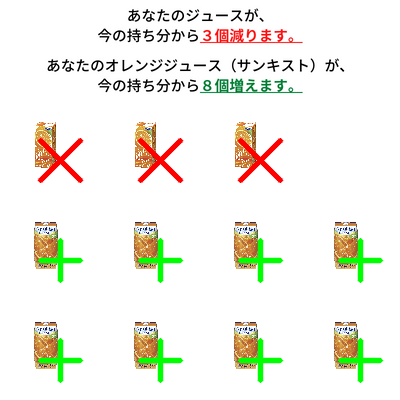 あなたのジュースが、
今の持ち分から３個減ります。
あなたのオレンジジュース（サンキスト）が、
今の持ち分から８個増えます。